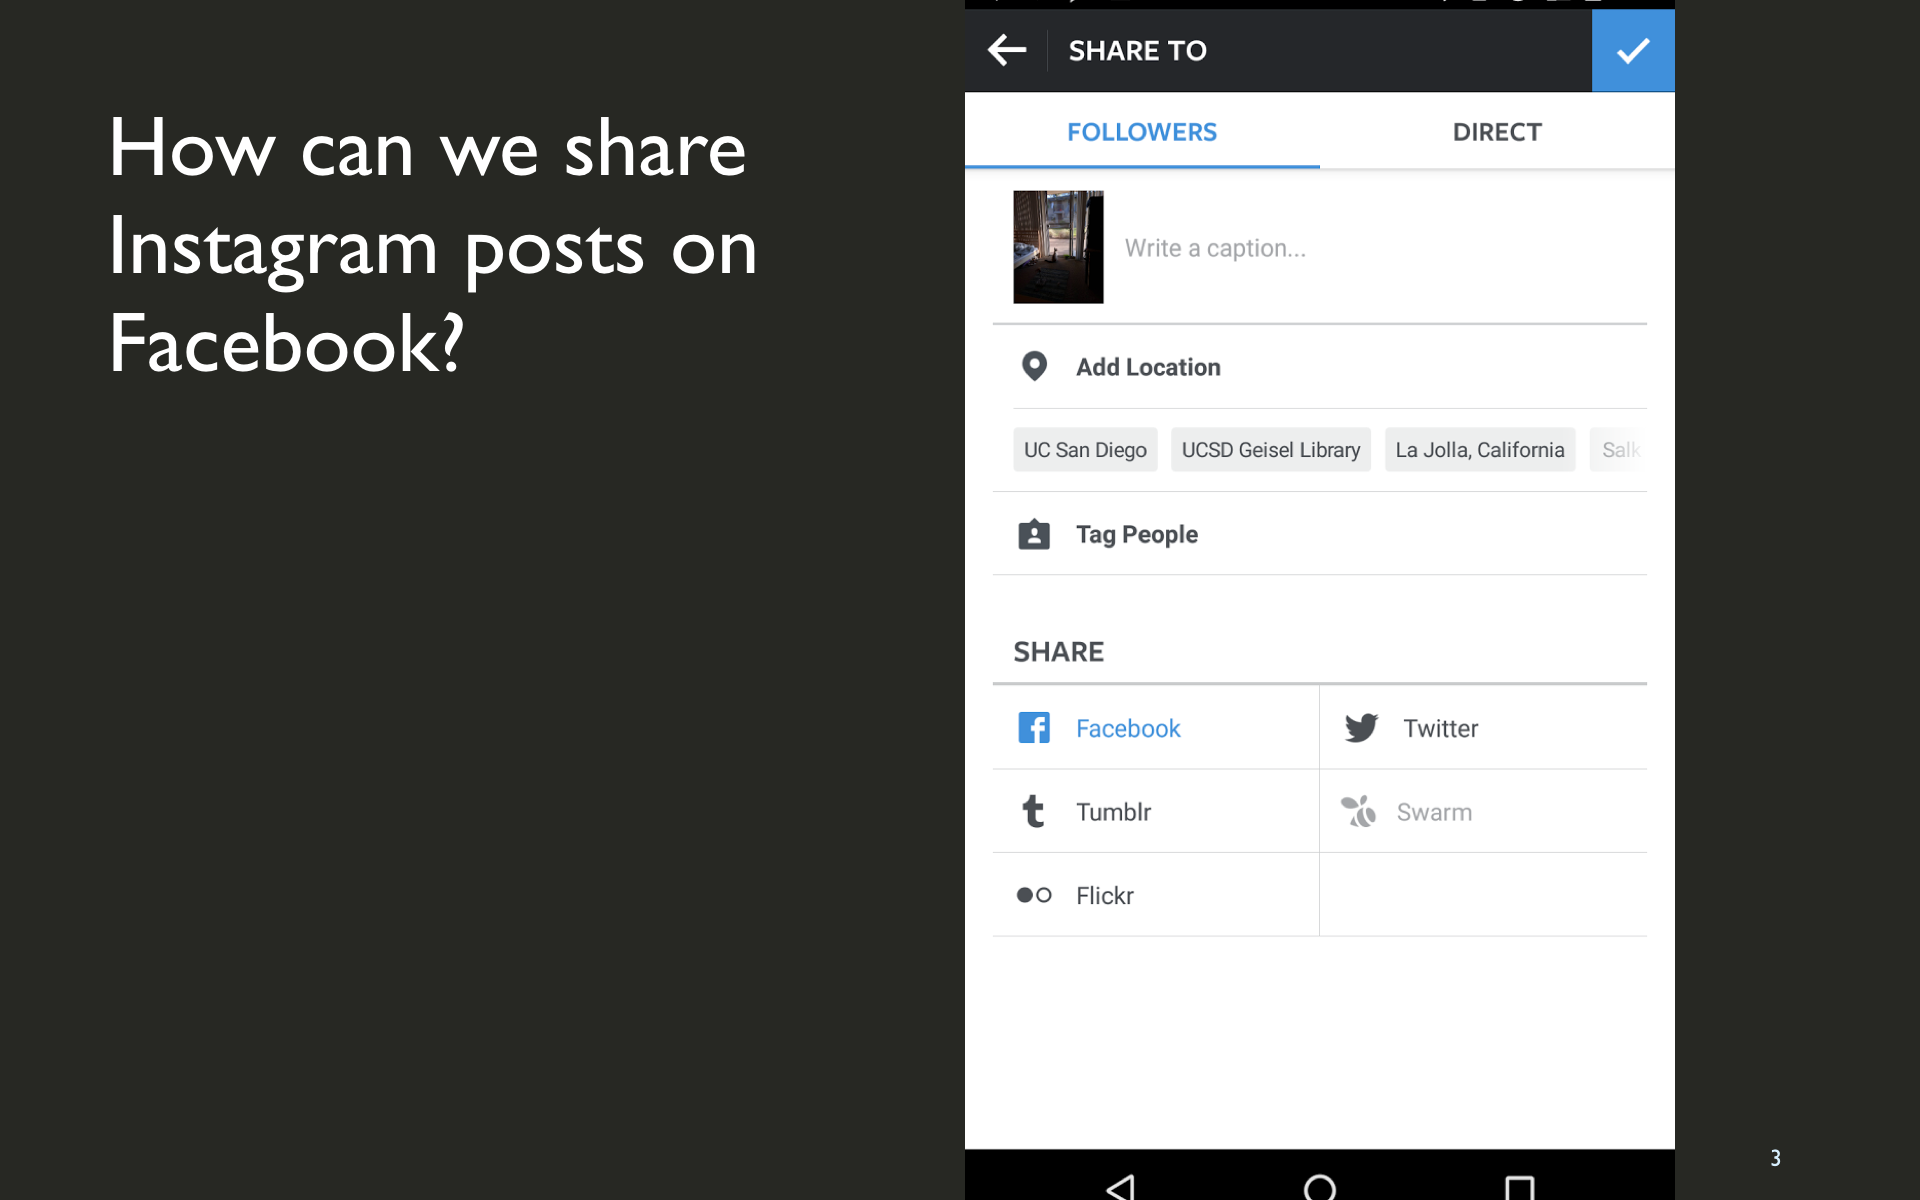 How can we share
Instagram posts on
Facebook?
SHARE TO
FOLLOWERS DIRECT
Write a caption...
Add Location
UC San Diego UCSD Geisel Library La Jolla, California
Tag People
SHARE
Facebook Twitter
Tumblr Swarm
Flickr
3